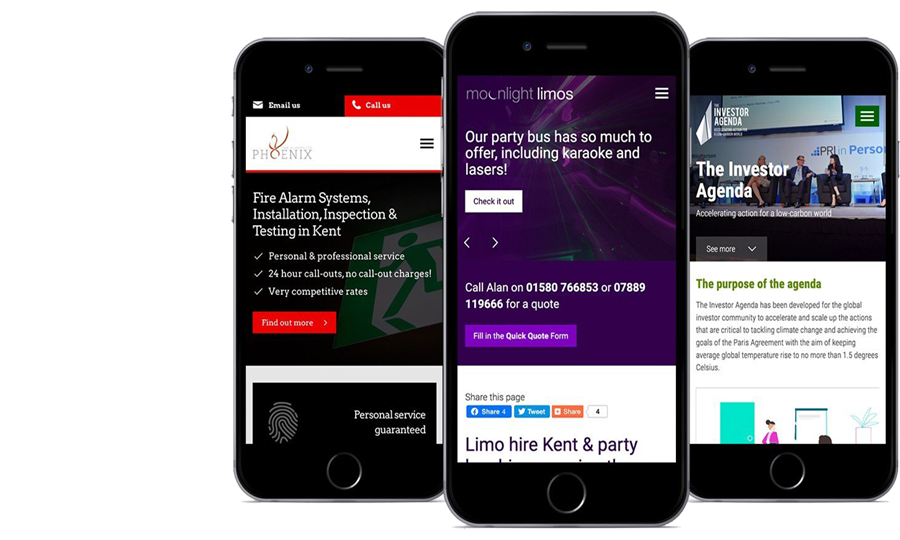 Email us
Call us
PHOENIX
Fire Alarm Systems,
Installation, Inspection &
Testing in Kent
Personal & professional service
24 hour call-outs, no call-out charges!
Very competitive rates
Find out more
Personal service
guaranteed
moonlight limos
Our party bus has so much to
offer, including karaoke and
lasers!
Check it out
Call Alan on 01580 766853 or 07889
119666 for a quote
Fill in the Quick Quote Form
Share this page
Share 4
Tweet
Share
4
Limo hire Kent & party
THE
INVESTOR
AGENDA
PRI in Person
The Investor
Agenda
Accelerating action for a low-carbon world
See more
The purpose of the agenda
The Investor Agenda has been developed for the global
investor community to accelerate and scale up the actions
that are critical to tackling climate change and achieving the
goals of the Paris Agreement with the aim of keeping
average global temperature rise to no more than 1.5 degrees
Celsius.